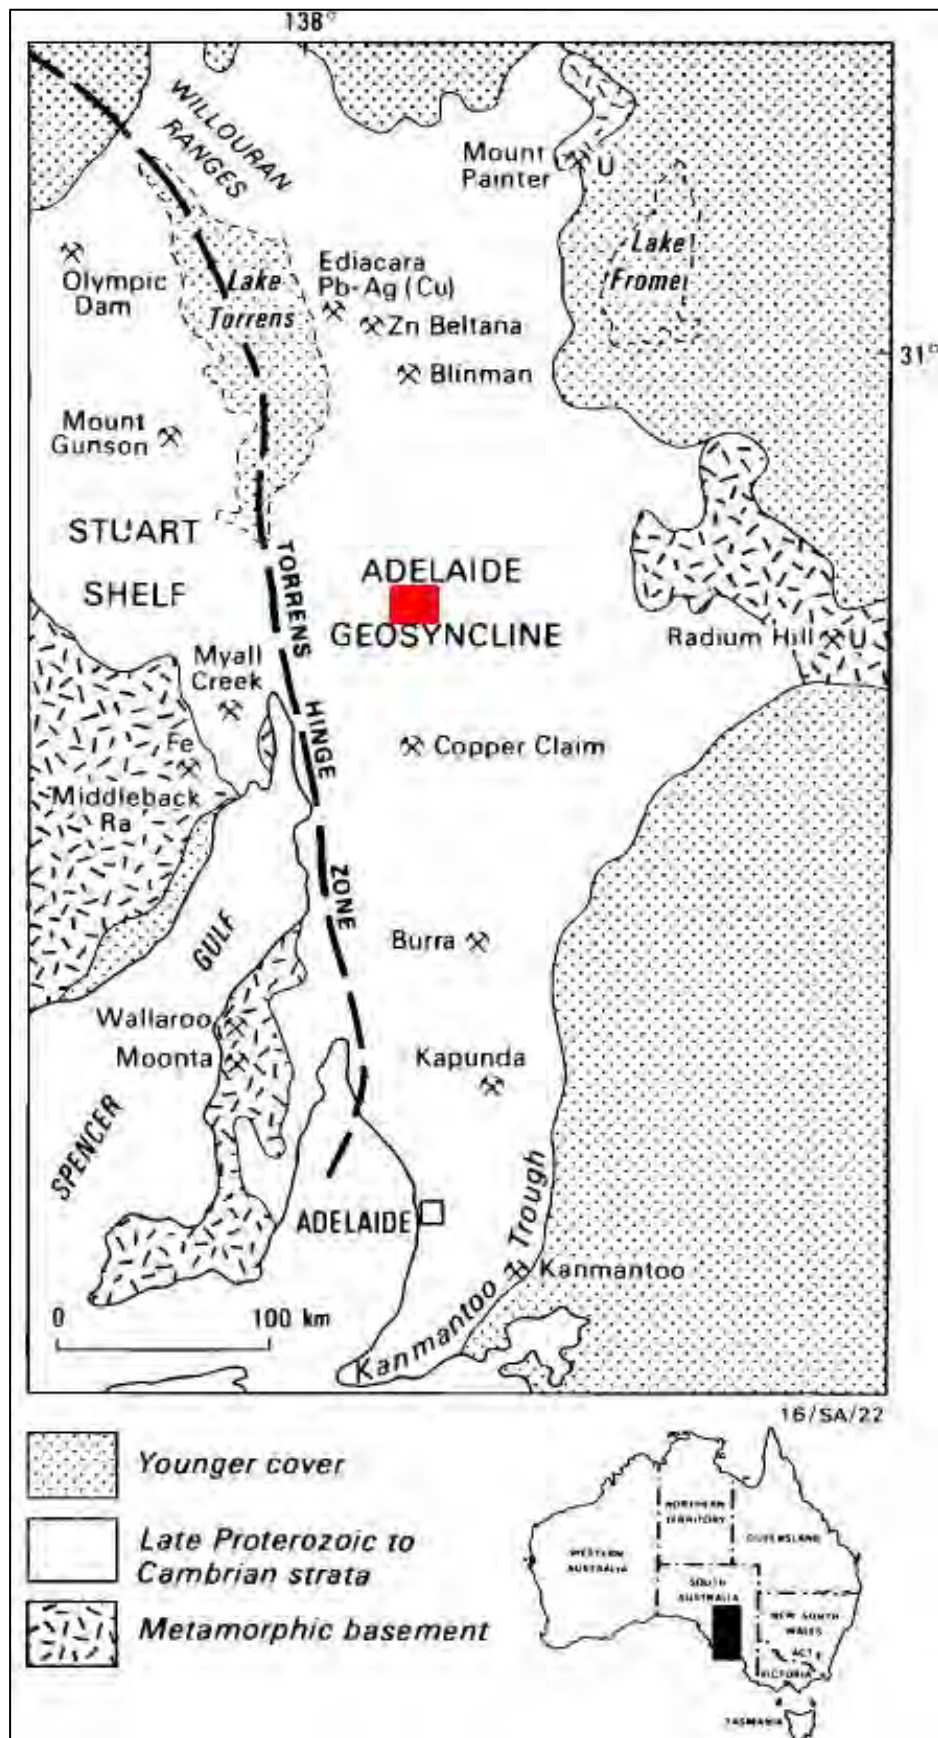 138°
WILLOURAN
RANGES
Mount
Painter
U
Olympic
Dam
Lake
Torrens
Ediacara
Pb-Ag (Cu)
Zn Beltana
Blinman
Lake
Frome
31°
Mount
Gunson
STUART
SHELF
TORRENS
HINGE
ZONE
ADELAIDE
GEOSYNCLINE
Radium Hill
U
Myall
Creek
Fe
Middleback
Ra
Copper Claim
GULF
Burra
Wallaroo
Moonta
Kapunda
SPENCER
ADELAIDE
Kanmantoo Trough
Kanmantoo
0 100 km
16/SA/22
Younger cover
Late Proterozoic to
Cambrian strata
Metamorphic basement
WESTERN
AUSTRALIA
NORTHERN
TERRITORY
QUEENSLAND
SOUTH
AUSTRALIA
NEW SOUTH
WALES
ACT
VICTORIA
TASMANIA